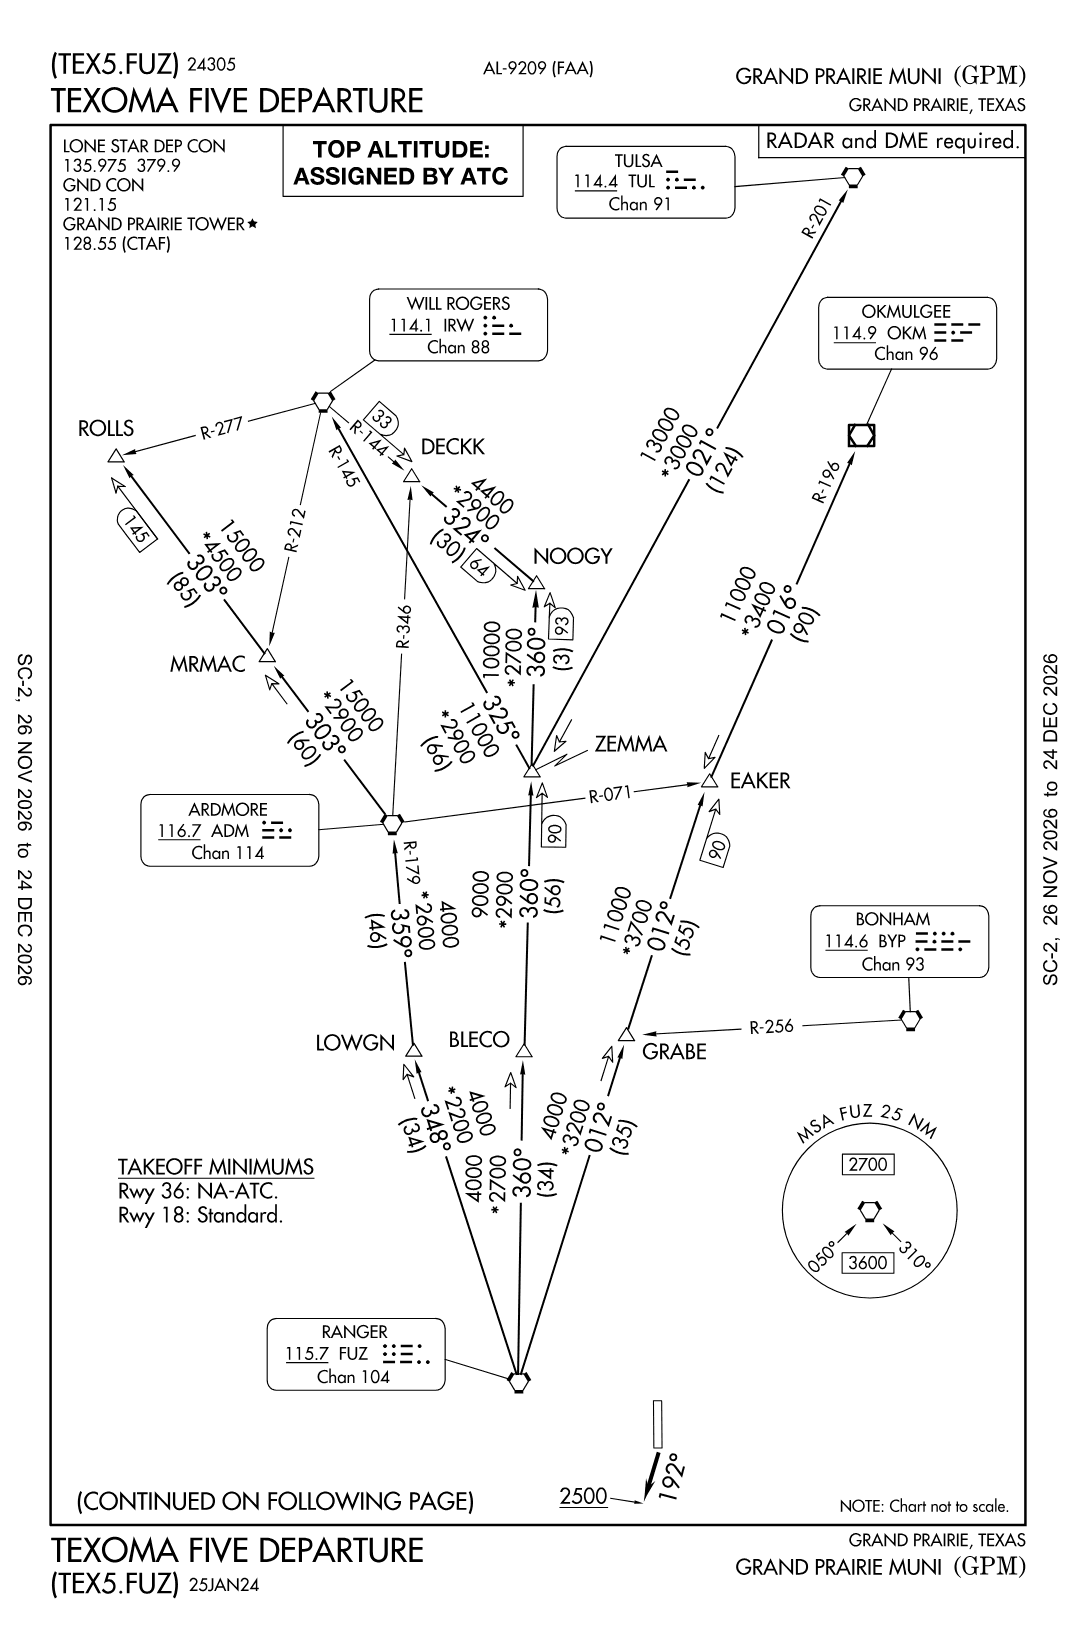 (TEX5.FUZ) 24305
TEXOMA FIVE DEPARTURE
AL-9209 (FAA)
GRAND PRAIRIE MUNI (GPM)
GRAND PRAIRIE, TEXAS
LONE STAR DEP CON
135.975 379.9
GND CON
121.15
GRAND PRAIRIE TOWER★
128.55 (CTAF)
TOP ALTITUDE:
ASSIGNED BY ATC
RADAR and DME required.
TULSA
114.4 TUL
Chan 91
R-201
WILL ROGERS
114.1 IRW
Chan 88
OKMULGEE
114.9 OKM
Chan 96
ROLLS
R-277
33
R-144
DECKK
R-145
13000
*3000
021°
(124)
R-196
145
15000
*4500
303°
(85)
R-212
4400
*2900
324°
(30)
64
NOOGY
93
R-346
10000
*2700
360°
(3)
11000
*3400
016°
(90)
MRMAC
15000
*2900
303°
(60)
325°
11000
*2900
(66)
ZEMMA
EAKER
R-071
ARDMORE
116.7 ADM
Chan 114
90
90
R-179
4000
*2600
359°
(46)
9000
*2900
360°
(56)
11000
*3700
012°
(55)
BONHAM
114.6 BYP
Chan 93
R-256
LOWGN
BLECO
GRABE
4000
*2200
348°
(34)
4000
*2700
360°
(34)
4000
*3200
012°
(35)
MSA FUZ 25 NM
2700
050°
310°
3600
TAKEOFF MINIMUMS
Rwy 36: NA-ATC.
Rwy 18: Standard.
RANGER
115.7 FUZ
Chan 104
192°
2500
(CONTINUED ON FOLLOWING PAGE)
NOTE: Chart not to scale.
TEXOMA FIVE DEPARTURE
(TEX5.FUZ) 25JAN24
GRAND PRAIRIE, TEXAS
GRAND PRAIRIE MUNI (GPM)
SC-2, 26 NOV 2026 to 24 DEC 2026
SC-2, 26 NOV 2026 to 24 DEC 2026